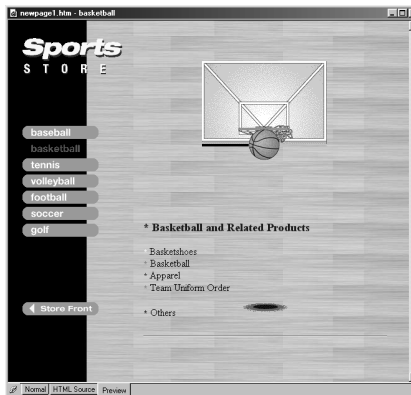 newpage1.htm - basketball
Sports
STORE
baseball
basketball
tennis
volleyball
football
soccer
golf
Store Front
* Basketball and Related Products
* Basketshoes
* Basketball
* Apparel
* Team Uniform Order
* Others
Normal HTML Source Preview